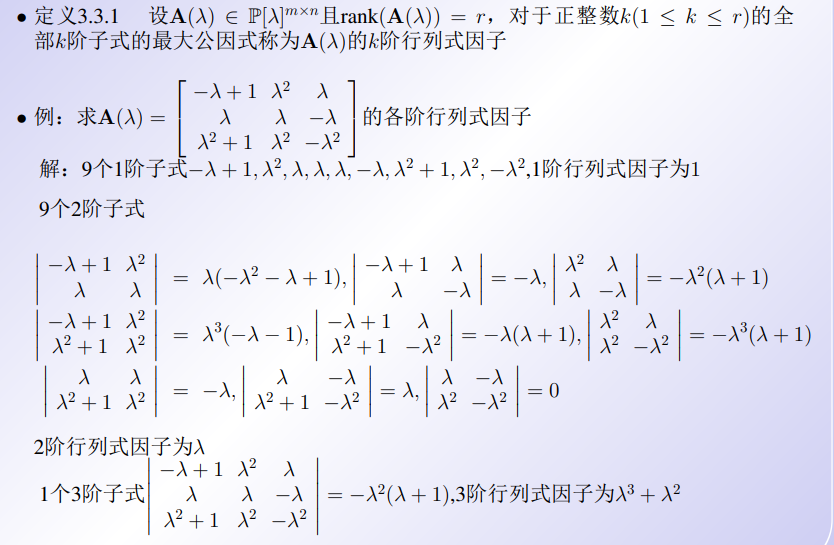 • 定义3.3.1 设A(λ) ∈ ℙ[λ]^{m×n}且rank(A(λ)) = r，对于正整数k(1 ≤ k ≤ r)的全
部k阶子式的最大公因式称为A(λ)的k阶行列式因子
• 例：求A(λ) = [ −λ+1 λ² λ ; λ λ −λ ; λ²+1 λ² −λ² ] 的各阶行列式因子
解：9个1阶子式−λ + 1, λ², λ, λ, λ, −λ, λ² + 1, λ², −λ²,1阶行列式因子为1
9个2阶子式
| −λ+1 λ² ; λ λ | = λ(−λ² − λ + 1), | −λ+1 λ ; λ −λ | = −λ, | λ² λ ; λ −λ | = −λ²(λ + 1)
| −λ+1 λ² ; λ²+1 λ² | = λ³(−λ − 1), | −λ+1 λ ; λ²+1 −λ² | = −λ(λ + 1), | λ² λ ; λ² −λ² | = −λ³(λ + 1)
| λ λ ; λ²+1 λ² | = −λ, | λ −λ ; λ²+1 −λ² | = λ, | λ −λ ; λ² −λ² | = 0
2阶行列式因子为λ
1个3阶子式 | −λ+1 λ² λ ; λ λ −λ ; λ²+1 λ² −λ² | = −λ²(λ + 1),3阶行列式因子为λ³ + λ²